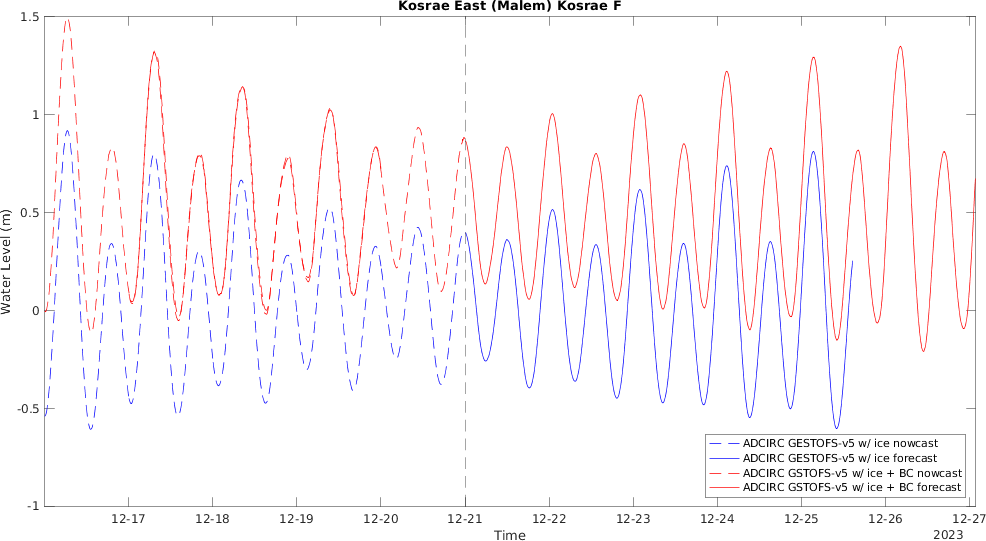 Kosrae East (Malem) Kosrae F
Water Level (m)
1.5
1
0.5
0
-0.5
-1
12-17
12-18
12-19
12-20
12-21
12-22
12-23
12-24
12-25
12-26
12-27
Time
2023
ADCIRC GESTOFS-v5 w/ ice nowcast
ADCIRC GESTOFS-v5 w/ ice forecast
ADCIRC GSTOFS-v5 w/ ice + BC nowcast
ADCIRC GSTOFS-v5 w/ ice + BC forecast